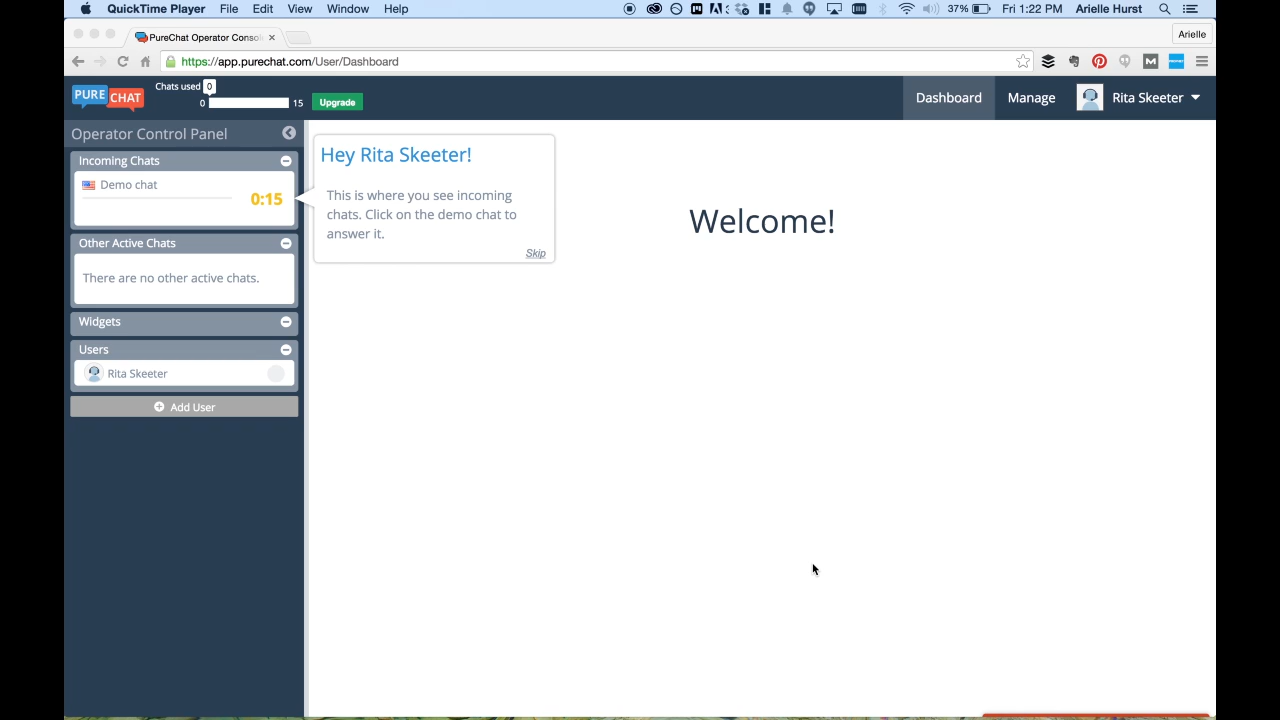 QuickTime Player File Edit View Window Help 37% Fri 1:22 PM Arielle Hurst
PureChat Operator Conso
Arielle
https://app.purechat.com/User/Dashboard
PURE CHAT
Chats used 0
0 15 Upgrade
Dashboard Manage Rita Skeeter
Operator Control Panel
Incoming Chats
Demo chat
0:15
Hey Rita Skeeter!
This is where you see incoming
chats. Click on the demo chat to
answer it.
Skip
Welcome!
Other Active Chats
There are no other active chats.
Widgets
Users
Rita Skeeter
Add User